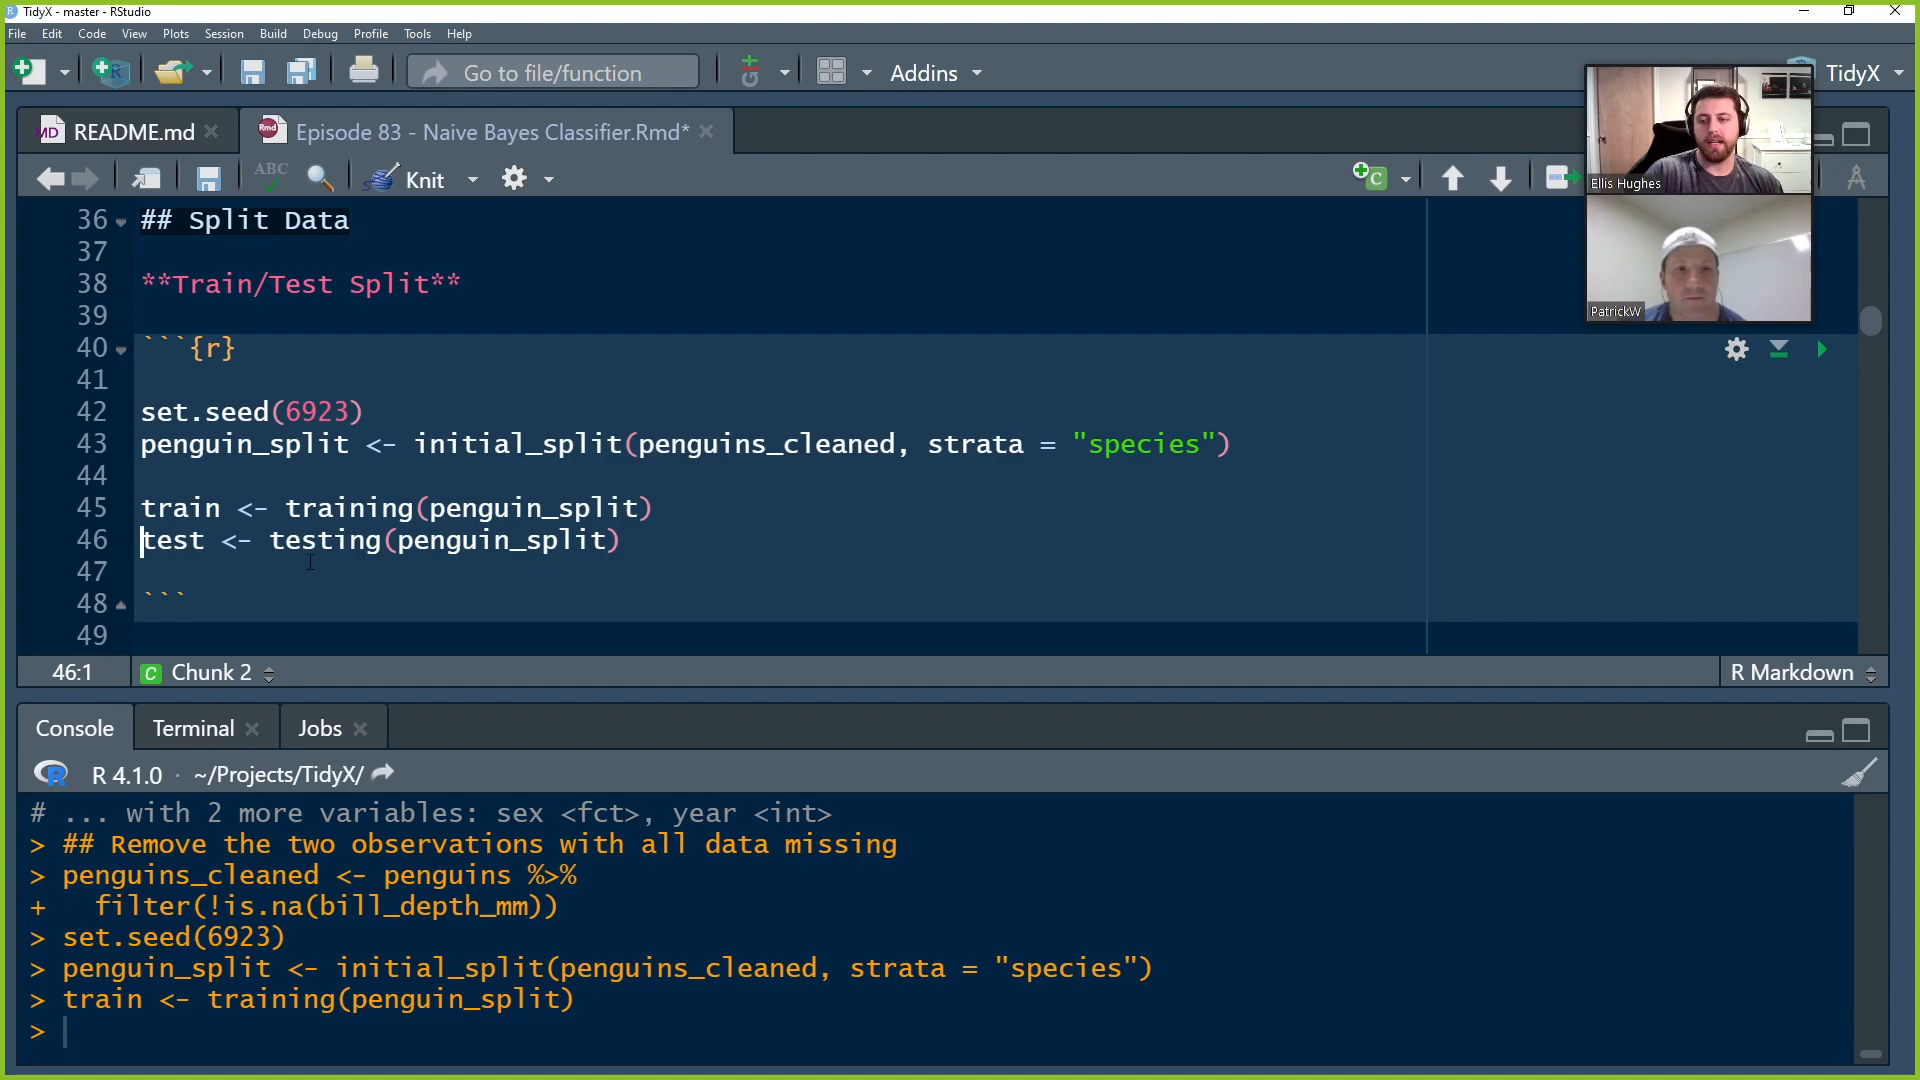 TidyX - master - RStudio
File Edit Code View Plots Session Build Debug Profile Tools Help
Go to file/function
Addins
TidyX
README.md
Episode 83 - Naive Bayes Classifier.Rmd*
ABC
Knit
Ellis Hughes
PatrickW
36 ## Split Data
37
38 **Train/Test Split**
39
40 ```{r}
41
42 set.seed(6923)
43 penguin_split <- initial_split(penguins_cleaned, strata = "species")
44
45 train <- training(penguin_split)
46 test <- testing(penguin_split)
47
48 ```
49
46:1 C Chunk 2 R Markdown
Console Terminal Jobs
R 4.1.0 · ~/Projects/TidyX/
# ... with 2 more variables: sex <fct>, year <int>
> ## Remove the two observations with all data missing
> penguins_cleaned <- penguins %>%
+   filter(!is.na(bill_depth_mm))
> set.seed(6923)
> penguin_split <- initial_split(penguins_cleaned, strata = "species")
> train <- training(penguin_split)
>